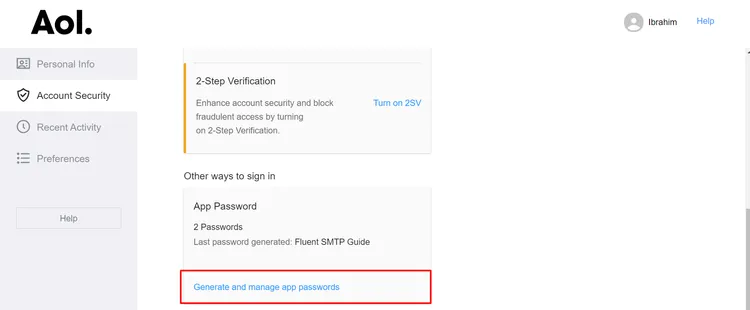 Aol.
Ibrahim
Help
Personal Info
Account Security
Recent Activity
Preferences
Help
2-Step Verification
Enhance account security and block
Turn on 2SV
fraudulent access by turning
on 2-Step Verification.
Other ways to sign in
App Password
2 Passwords
Last password generated: Fluent SMTP Guide
Generate and manage app passwords